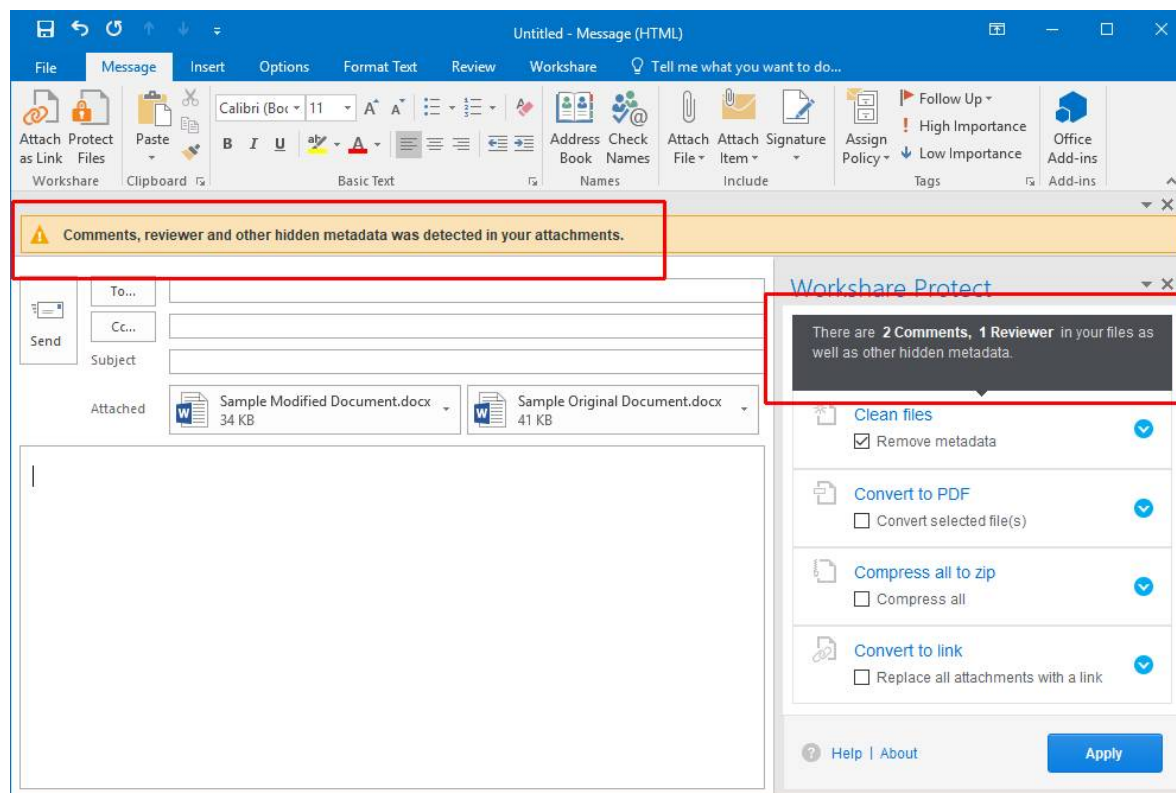 Untitled - Message (HTML)
File Message Insert Options Format Text Review Workshare Tell me what you want to do...
Attach as Link
Protect Files
Workshare
Paste
Clipboard
Calibri (Boc 11
A A
B I U aby A
Basic Text
Address Book
Check Names
Names
Attach File
Attach Item
Signature
Include
Assign Policy
Follow Up
High Importance
Low Importance
Tags
Office Add-ins
Add-ins
Comments, reviewer and other hidden metadata was detected in your attachments.
Send
To...
Cc...
Subject
Attached
Sample Modified Document.docx
34 KB
Sample Original Document.docx
41 KB
Workshare Protect
There are 2 Comments, 1 Reviewer in your files as
well as other hidden metadata.
Clean files
Remove metadata
Convert to PDF
Convert selected file(s)
Compress all to zip
Compress all
Convert to link
Replace all attachments with a link
Help | About
Apply